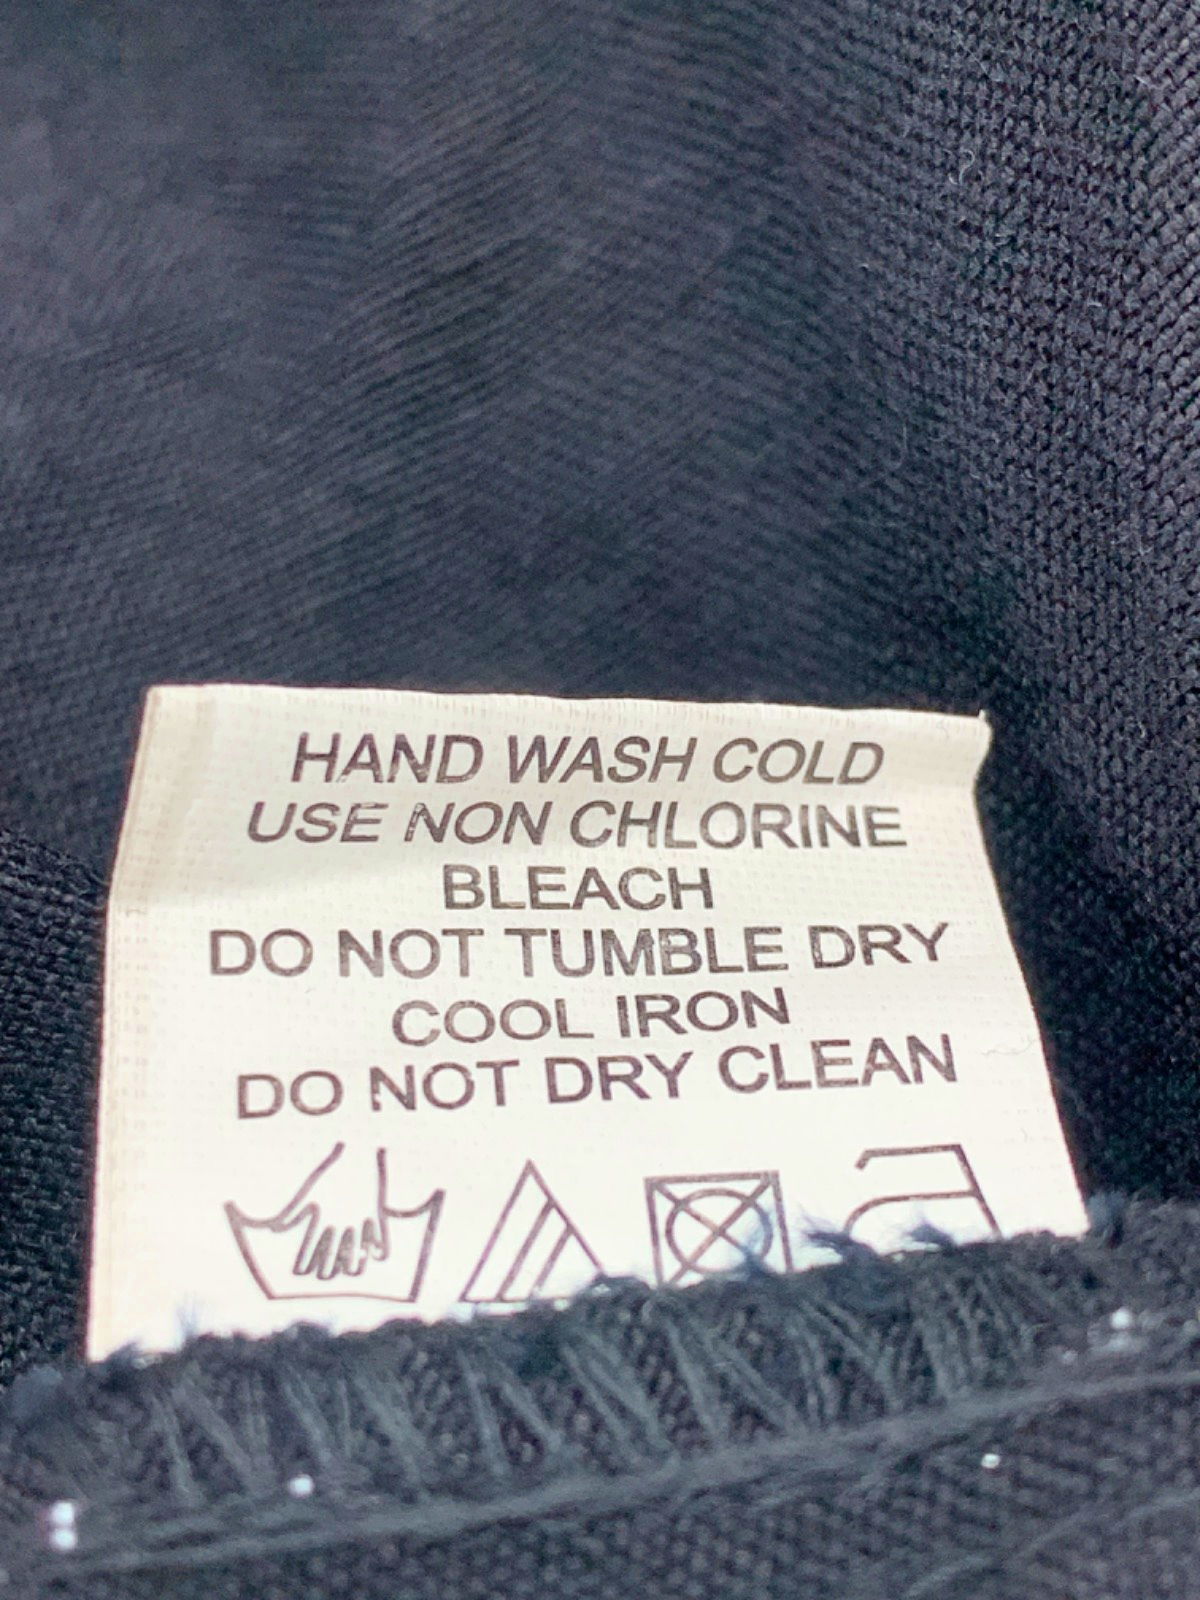 HAND WASH COLD
USE NON CHLORINE
BLEACH
DO NOT TUMBLE DRY
COOL IRON
DO NOT DRY CLEAN